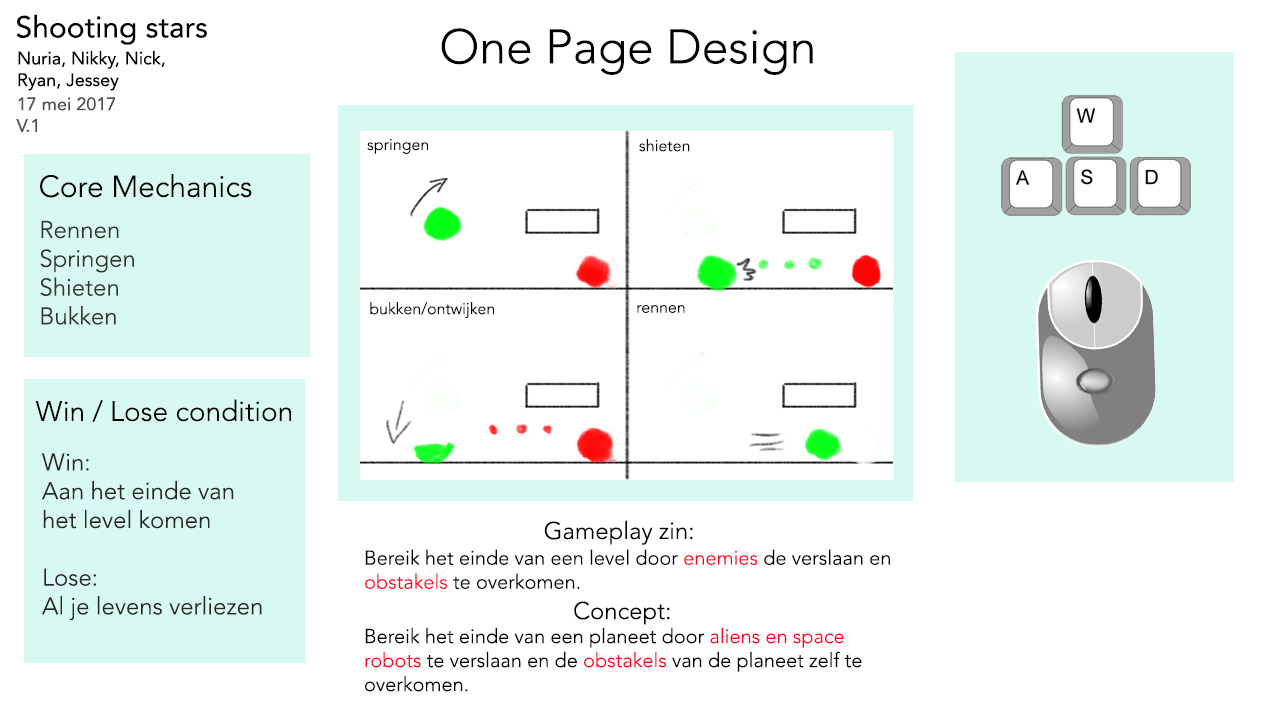 Shooting stars
Nuria, Nikky, Nick,
Ryan, Jessey
17 mei 2017
V.1
One Page Design
Core Mechanics
Rennen
Springen
Shieten
Bukken
Win / Lose condition
Win:
Aan het einde van
het level komen
Lose:
Al je levens verliezen
springen
shieten
bukken/ontwijken
rennen
Gameplay zin:
Bereik het einde van een level door enemies de verslaan en
obstakels te overkomen.
Concept:
Bereik het einde van een planeet door aliens en space
robots te verslaan en de obstakels van de planeet zelf te
overkomen.
W
A S D